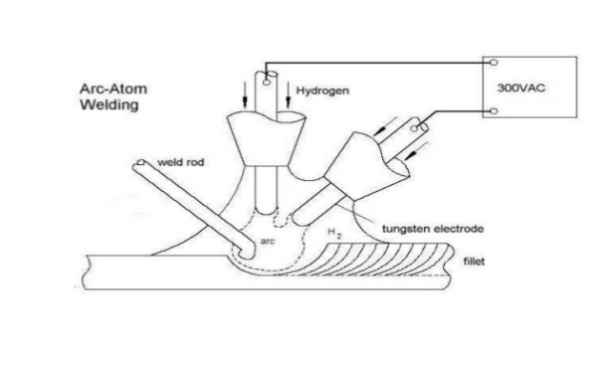 Arc-Atom
Welding
Hydrogen
300VAC
weld rod
tungsten electrode
arc
H2
fillet